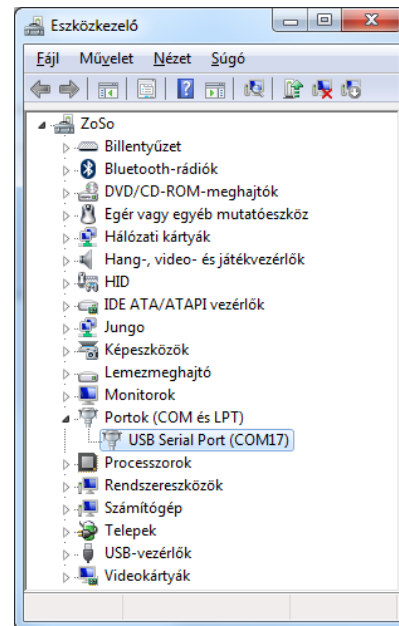 Eszközkezelő
Fájl Művelet Nézet Súgó
ZoSo
Billentyűzet
Bluetooth-rádiók
DVD/CD-ROM-meghajtók
Egér vagy egyéb mutatóeszköz
Hálózati kártyák
Hang-, video- és játékvezérlők
HID
IDE ATA/ATAPI vezérlők
Jungo
Képeszközök
Lemezmeghajtó
Monitorok
Portok (COM és LPT)
USB Serial Port (COM17)
Processzorok
Rendszereszközök
Számítógép
Telepek
USB-vezérlők
Videokártyák